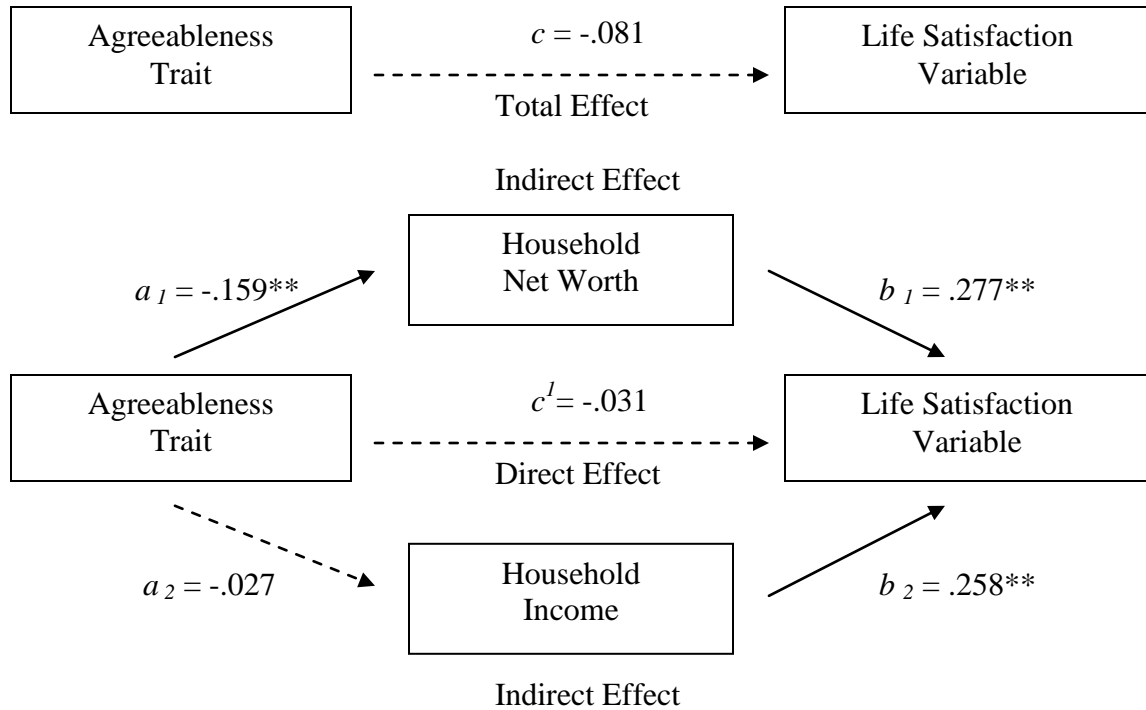 Agreeableness
Trait
c = -.081
Total Effect
Life Satisfaction
Variable
Indirect Effect
Household
Net Worth
a 1 = -.159**
b 1 = .277**
Agreeableness
Trait
c1= -.031
Direct Effect
Life Satisfaction
Variable
a 2 = -.027
Household
Income
b 2 = .258**
Indirect Effect